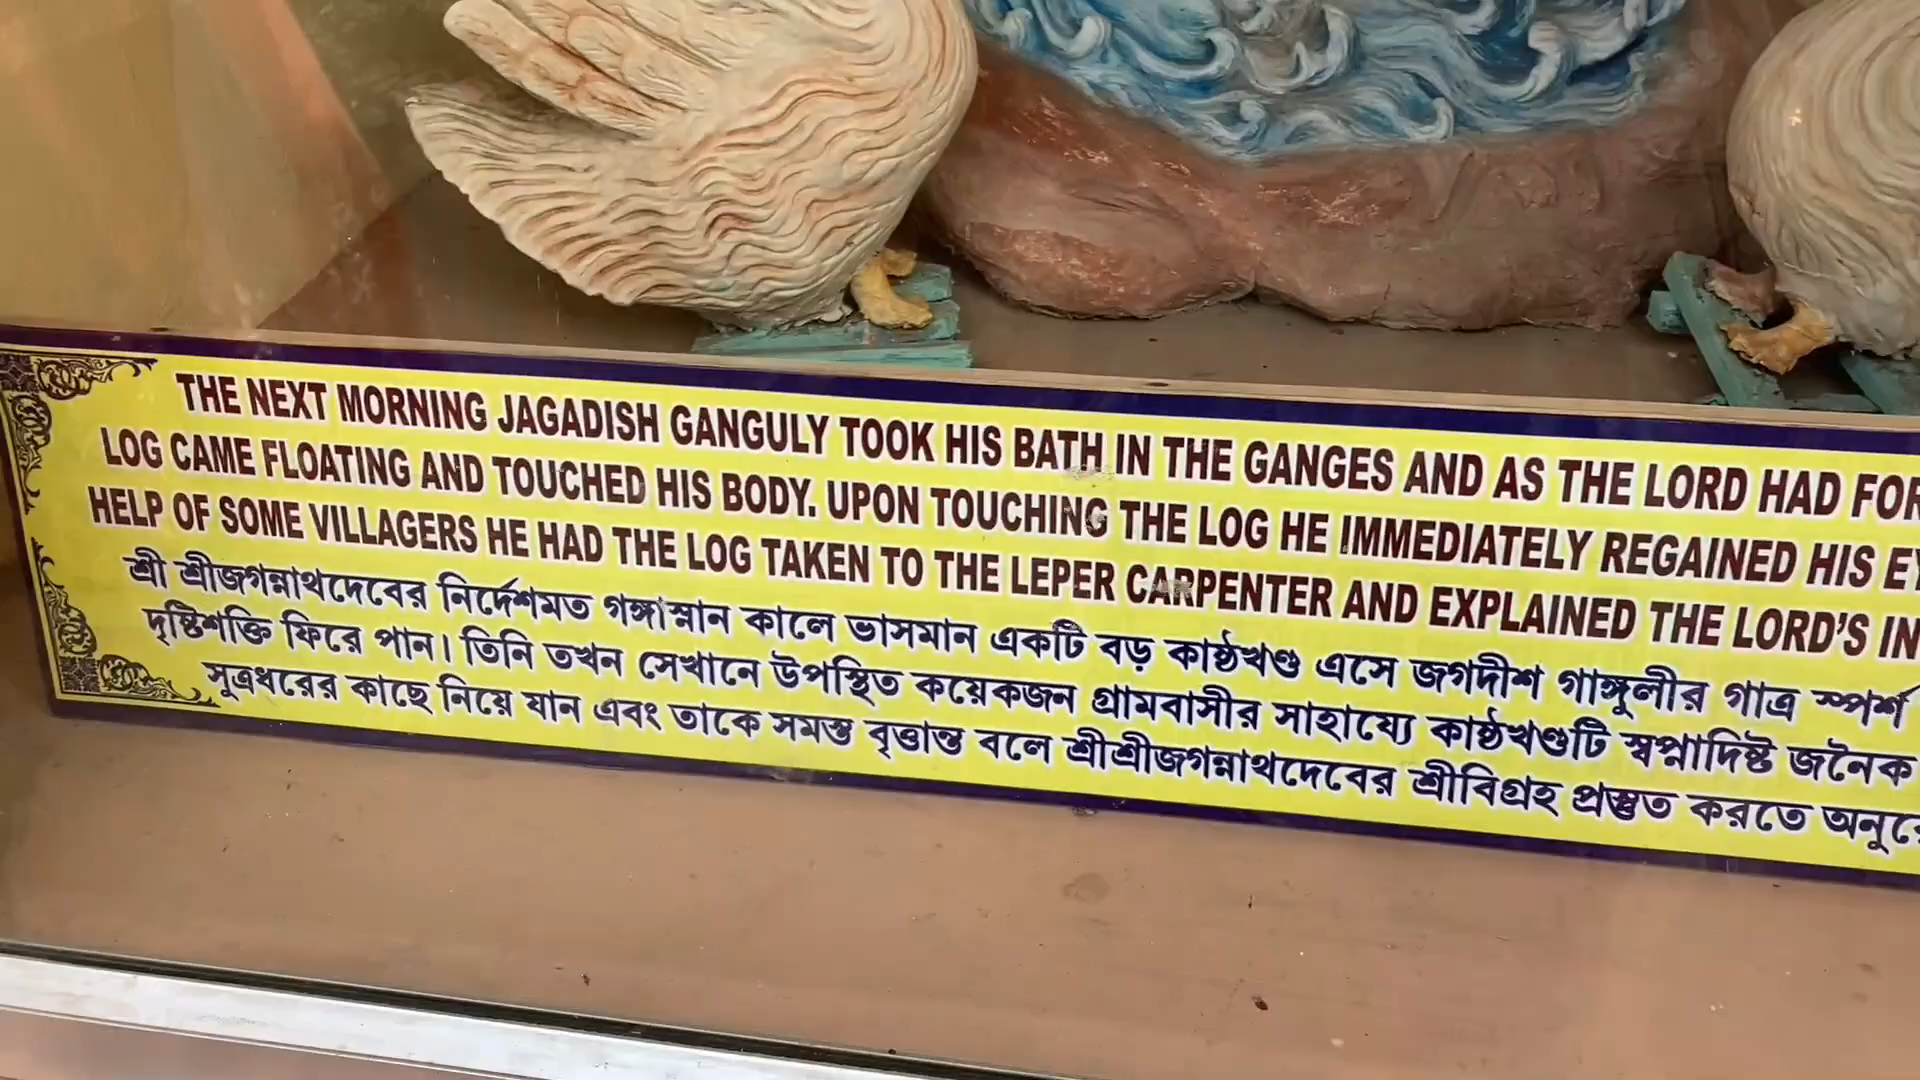 THE NEXT MORNING JAGADISH GANGULY TOOK HIS BATH IN THE GANGES AND AS THE LORD HAD
LOG CAME FLOATING AND TOUCHED HIS BODY. UPON TOUCHING THE LOG HE IMMEDIATELY REGAINED HIS
HELP OF SOME VILLAGERS HE HAD THE LOG TAKEN TO THE LEPER CARPENTER AND EXPLAINED THE LORD'S
শ্রী শ্রীজগন্নাথদেবের নির্দেশমত গঙ্গাস্নান কালে ভাসমান একটি বড় কাষ্ঠখণ্ড এসে জগদীশ গাঙ্গুলীর গাত্র স্পর্শ
দৃষ্টিশক্তি ফিরে পান। তিনি তখন সেখানে উপস্থিত কয়েকজন গ্রামবাসীর সাহায্যে কাষ্ঠখণ্ডটি স্বপ্নাদিষ্ট জনৈক
সুত্রধরের কাছে নিয়ে যান এবং তাকে সমস্ত বৃত্তান্ত বলে শ্রীশ্রীজগন্নাথদেবের শ্রীবিগ্রহ প্রস্তুত করতে